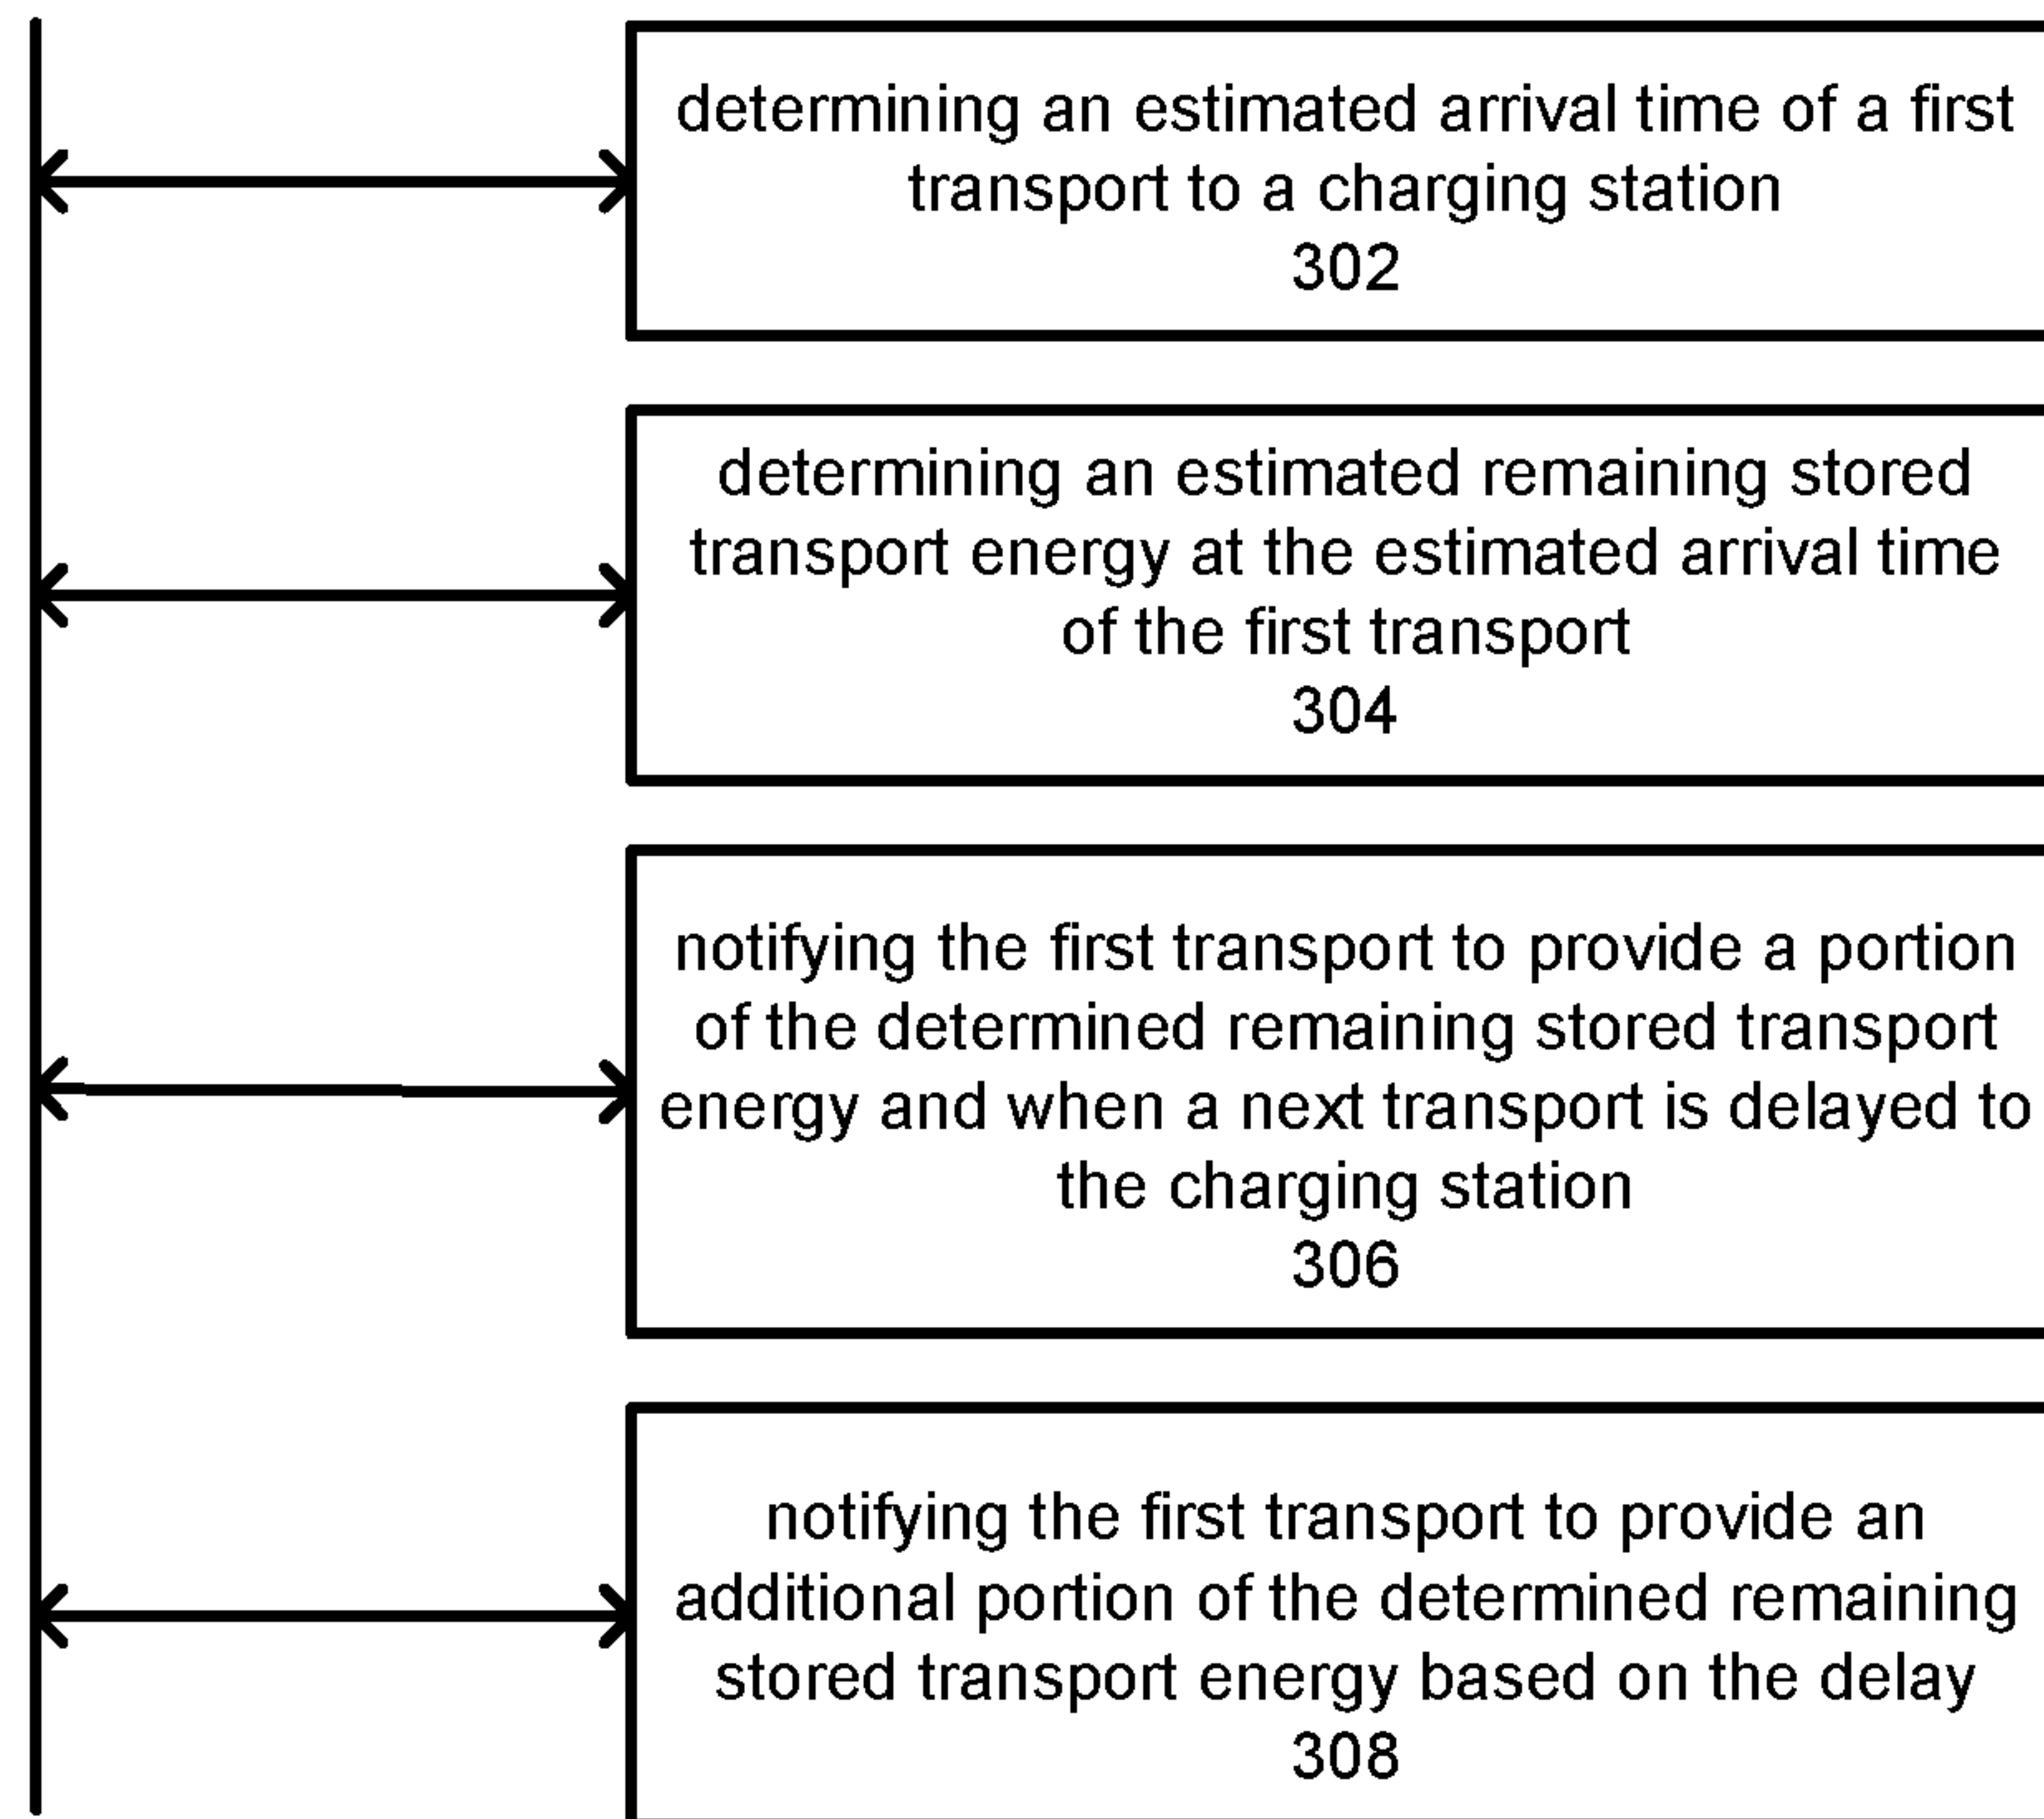 determining an estimated arrival time of a first
transport to a charging station
302
determining an estimated remaining stored
transport energy at the estimated arrival time
of the first transport
304
notifying the first transport to provide a portion
of the determined remaining stored transport
energy and when a next transport is delayed to
the charging station
306
notifying the first transport to provide an
additional portion of the determined remaining
stored transport energy based on the delay
308